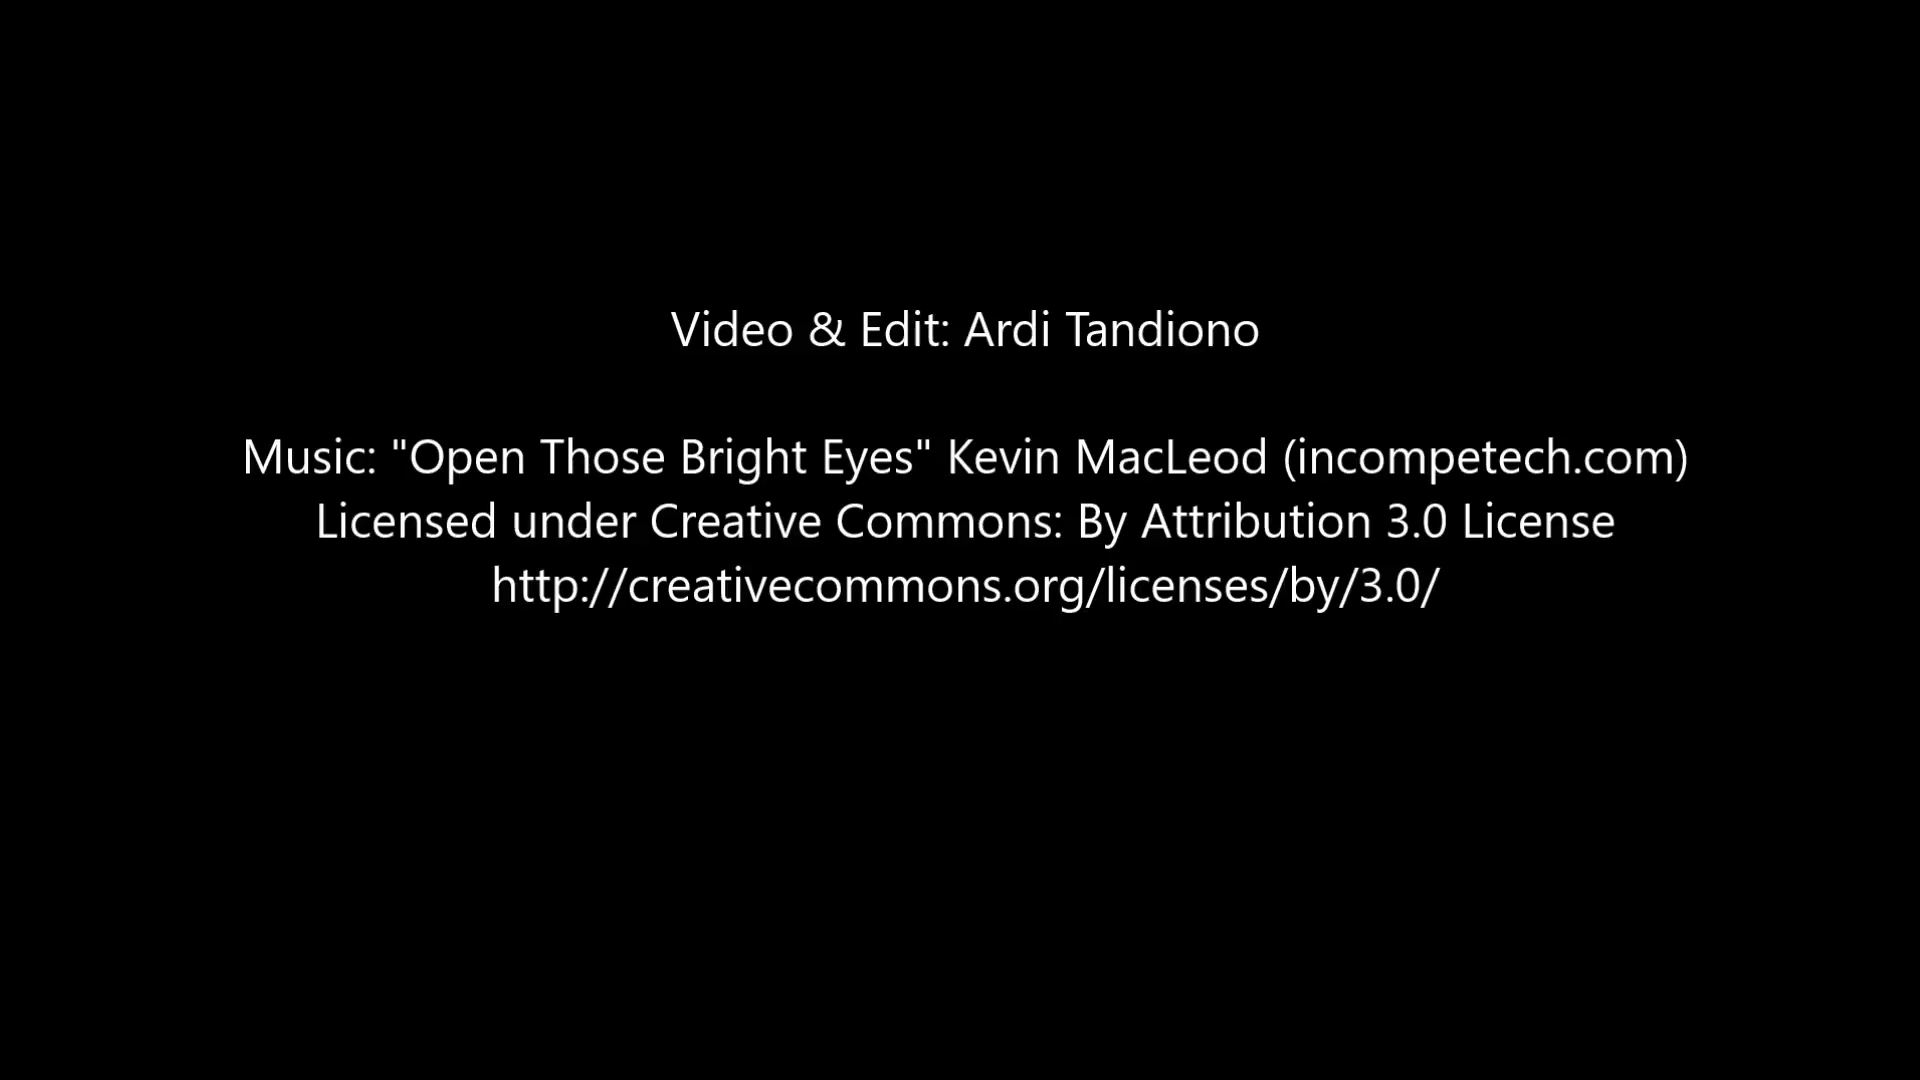 Video & Edit: Ardi Tandiono
Music: "Open Those Bright Eyes" Kevin MacLeod (incompetech.com)
Licensed under Creative Commons: By Attribution 3.0 License
http://creativecommons.org/licenses/by/3.0/